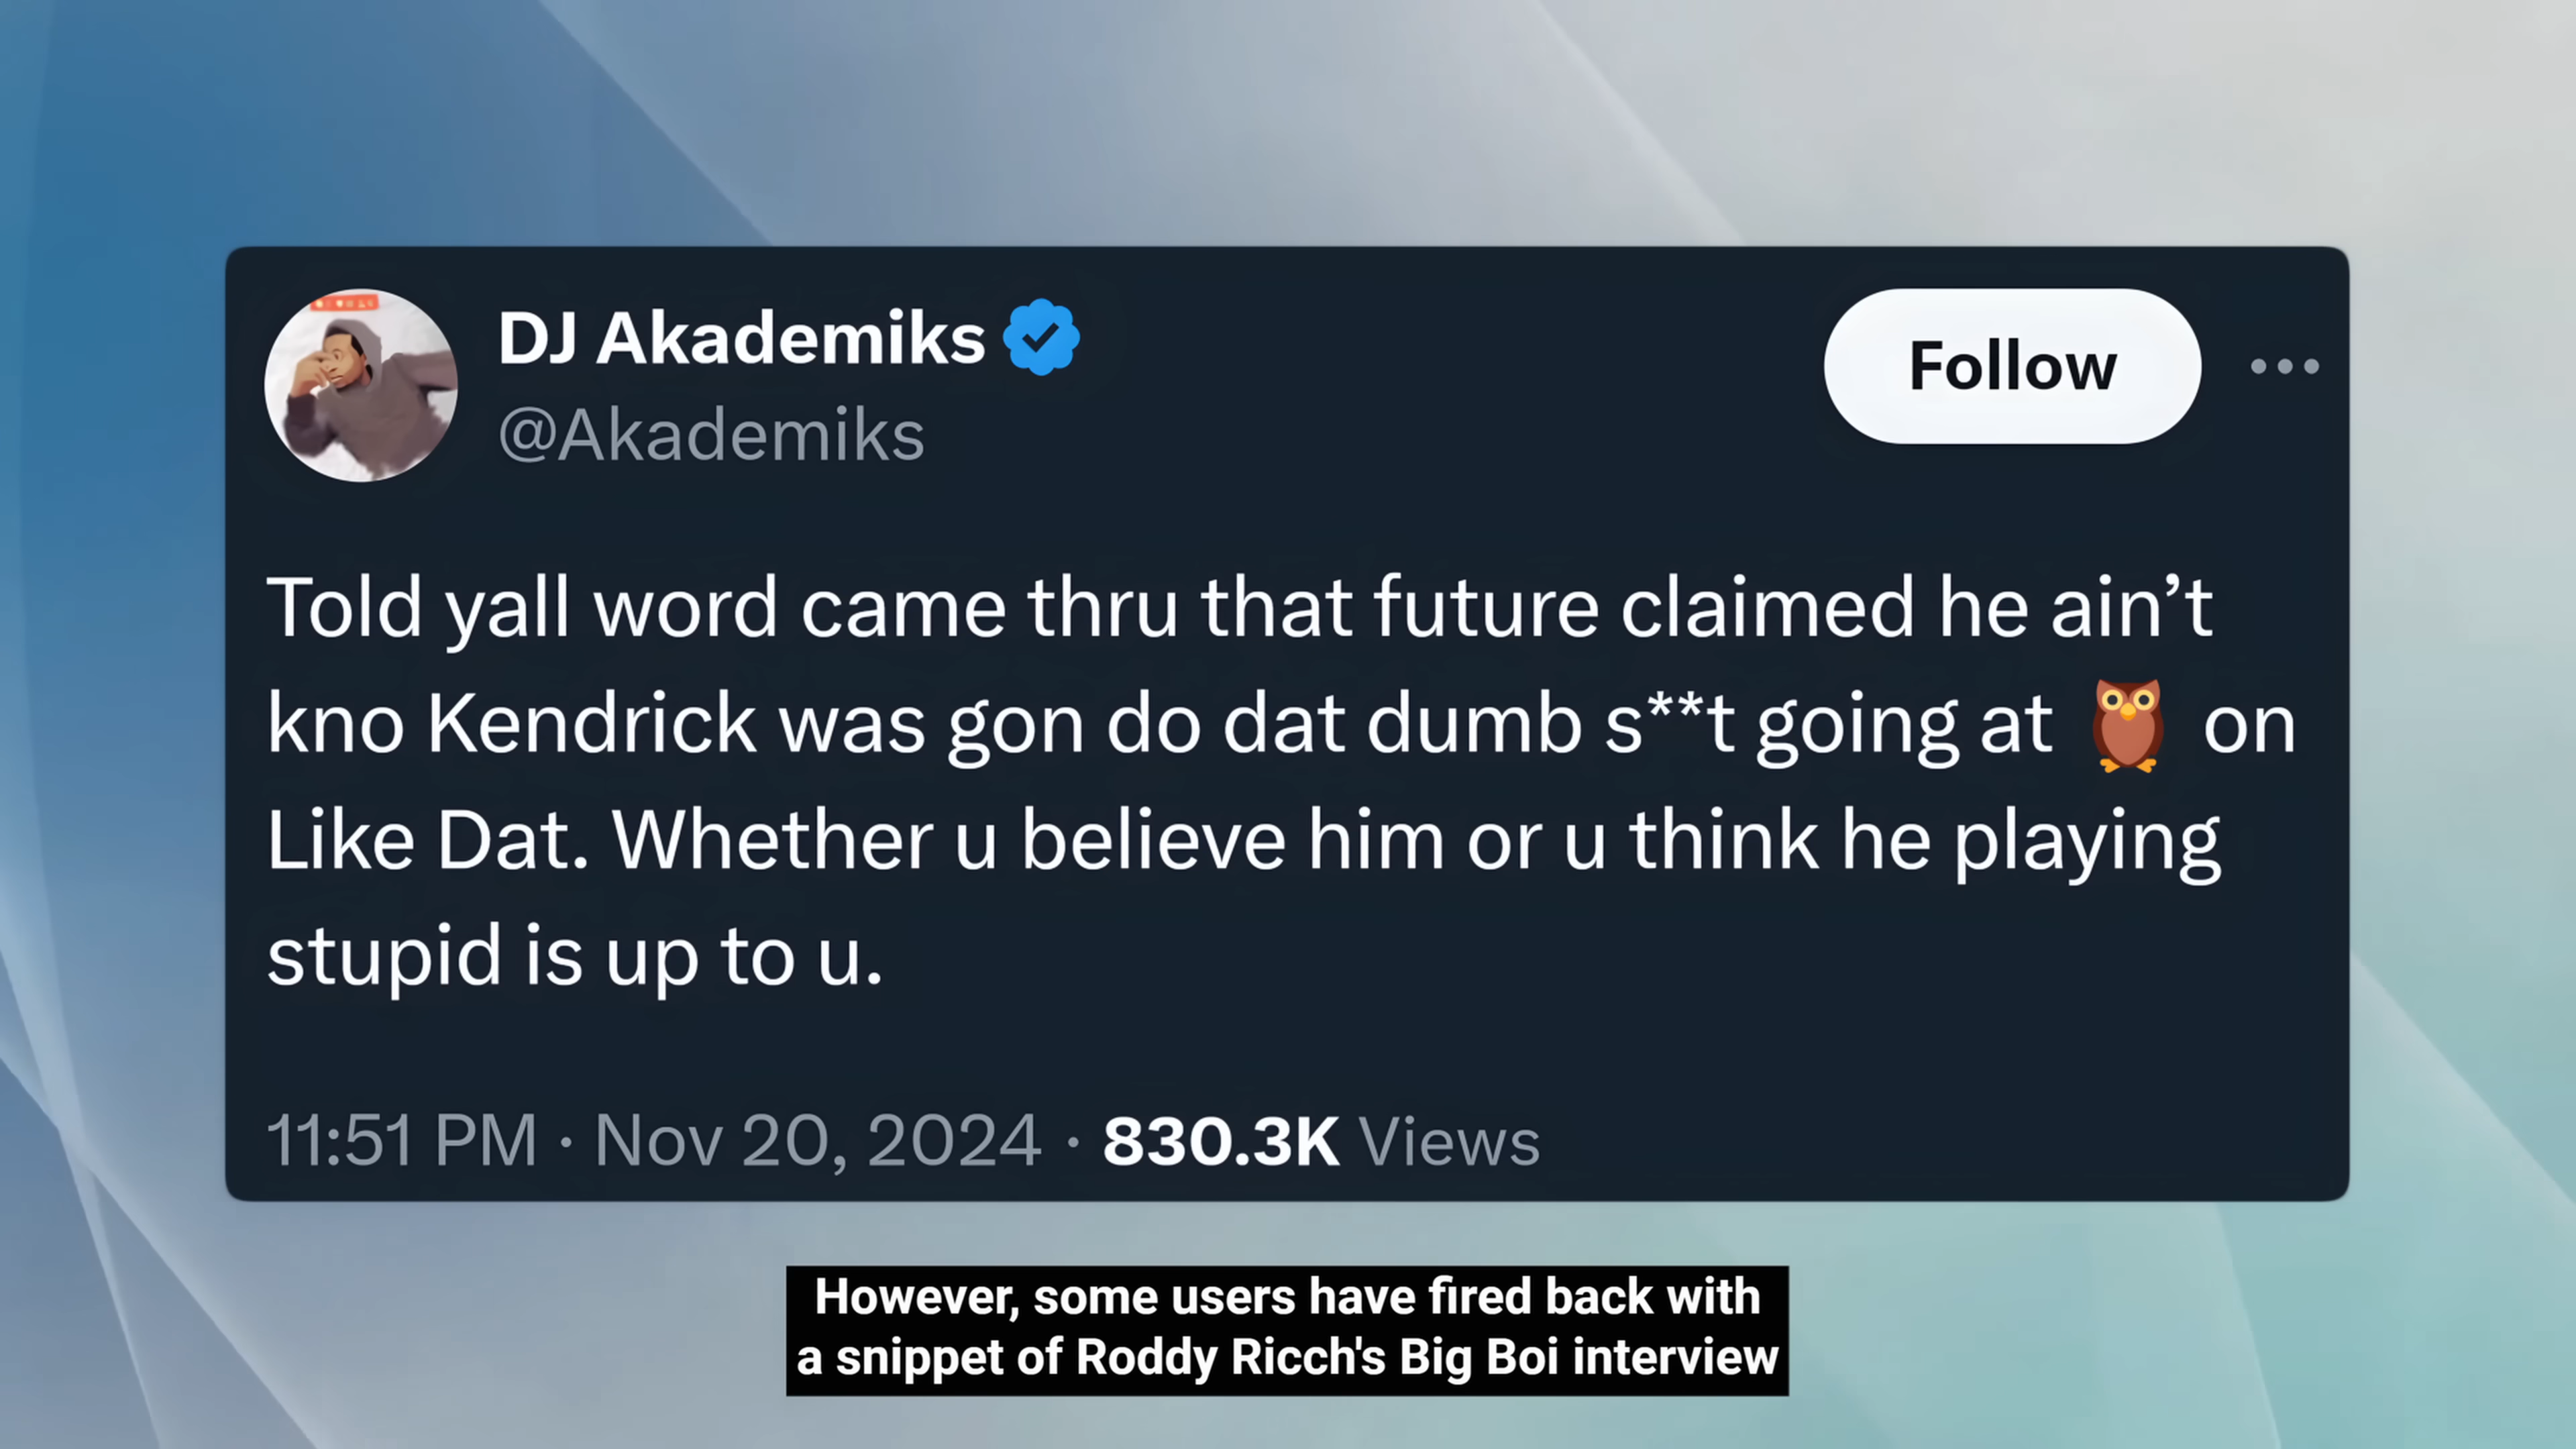 DJ Akademiks
@Akademiks
Follow
Told yall word came thru that future claimed he ain’t
kno Kendrick was gon do dat dumb s**t going at 🦉 on
Like Dat. Whether u believe him or u think he playing
stupid is up to u.
11:51 PM · Nov 20, 2024 · 830.3K Views
However, some users have fired back with
a snippet of Roddy Ricch's Big Boi interview